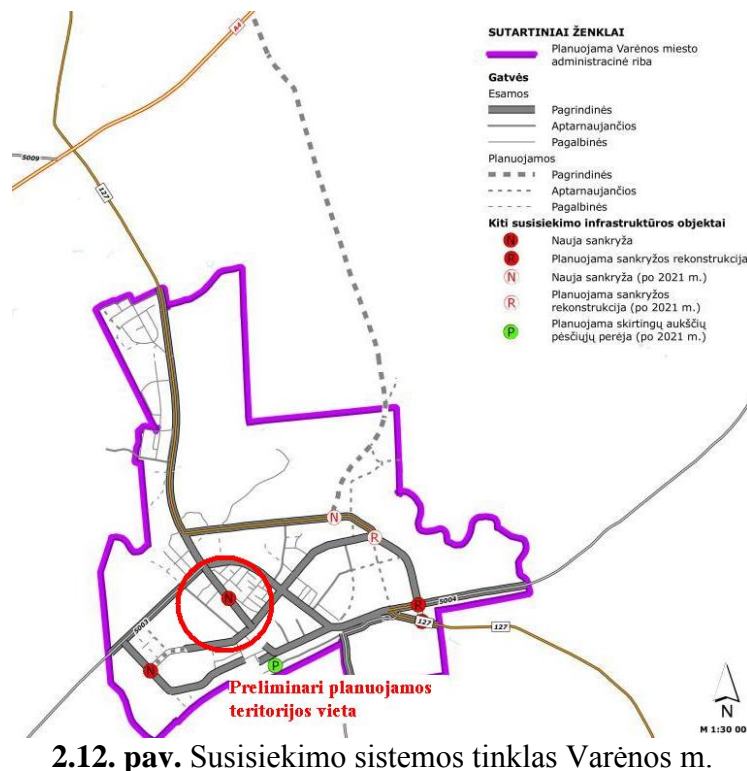 SUTARTINIAI ŽENKLAI
Planuojama Varėnos miesto
administracinė riba
Gatvės
Esamos
Pagrindinės
Aptarnaujančios
Pagalbinės
Planuojamos
Pagrindinės
Aptarnaujančios
Pagalbinės
Kiti susisiekimo infrastruktūros objektai
N Nauja sankryža
R Planuojama sankryžos rekonstrukcija
N Nauja sankryža (po 2021 m.)
R Planuojama sankryžos
rekonstrukcija (po 2021 m.)
P Planuojama skirtingų aukščių
pėsčiųjų perėja (po 2021 m.)
A4
5009
127
N
R
N
R
5004
127
127
5003
N
P
Preliminari planuojamos
teritorijos vieta
N
M 1:30 00
2.12. pav. Susisiekimo sistemos tinklas Varėnos m.